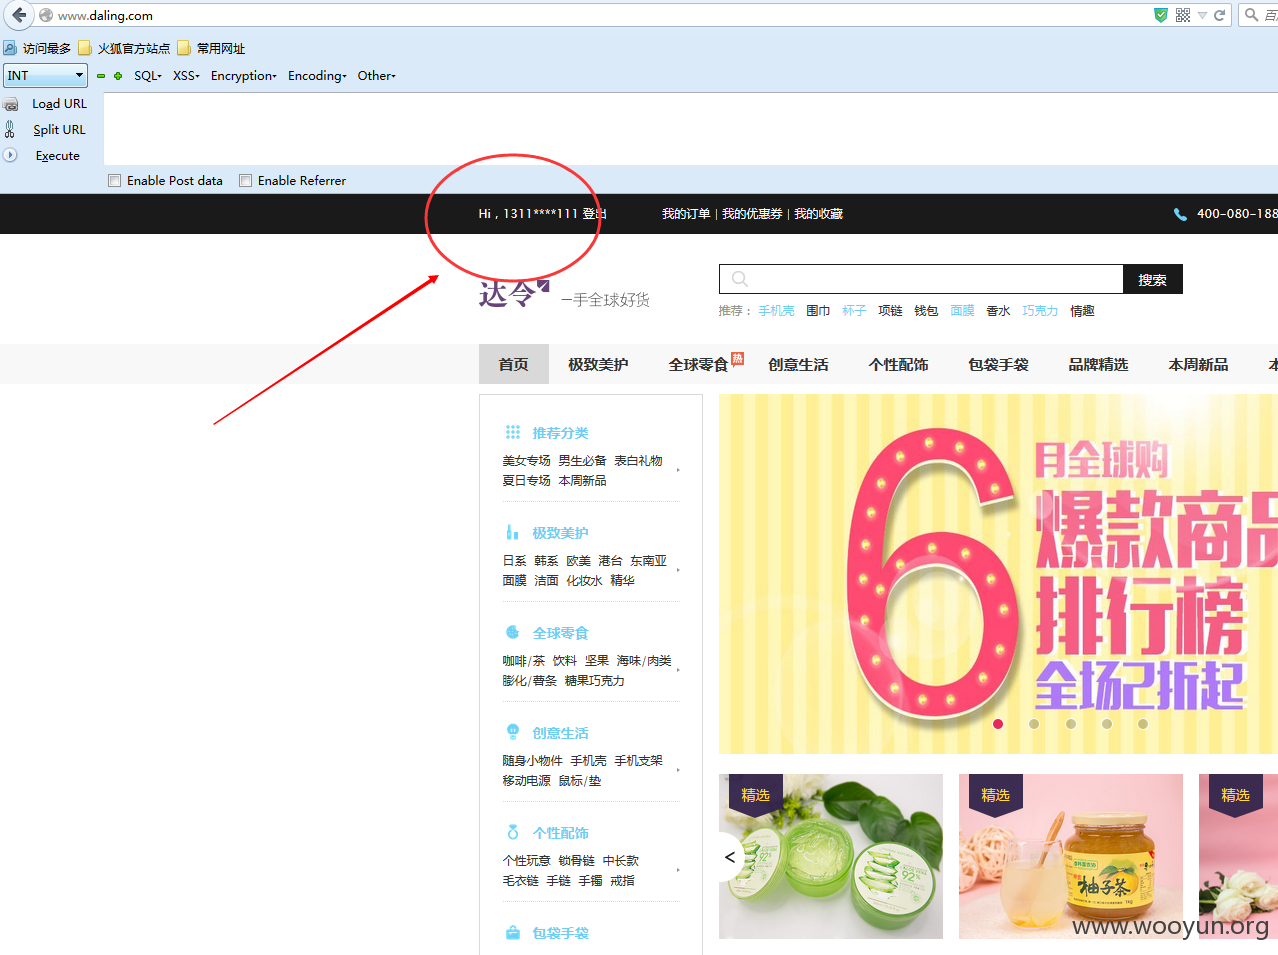 www.daling.com
访问最多 火狐官方站点 常用网址
INT SQL XSS Encryption Encoding Other
Load URL
Split URL
Execute
Enable Post data Enable Referrer
Hi，1311****111 登出 我的订单 | 我的优惠券 | 我的收藏 400-080-188
达令 一手全球好货
搜索
推荐： 手机壳 围巾 杯子 项链 钱包 面膜 香水 巧克力 情趣
首页 极致美护 全球零食 热 创意生活 个性配饰 包袋手袋 品牌精选 本周新品
推荐分类
美女专场 男生必备 表白礼物
夏日专场 本周新品
极致美护
日系 韩系 欧美 港台 东南亚
面膜 洁面 化妆水 精华
全球零食
咖啡/茶 饮料 坚果 海味/肉类
膨化/薯条 糖果巧克力
创意生活
随身小物件 手机壳 手机支架
移动电源 鼠标/垫
个性配饰
个性玩意 锁骨链 中长款
毛衣链 手链 手镯 戒指
包袋手袋
6
月全球购
爆款商品
排行榜
全场2折起
精选 精选 精选
92%
92%
柚子茶
www.wooyun.org